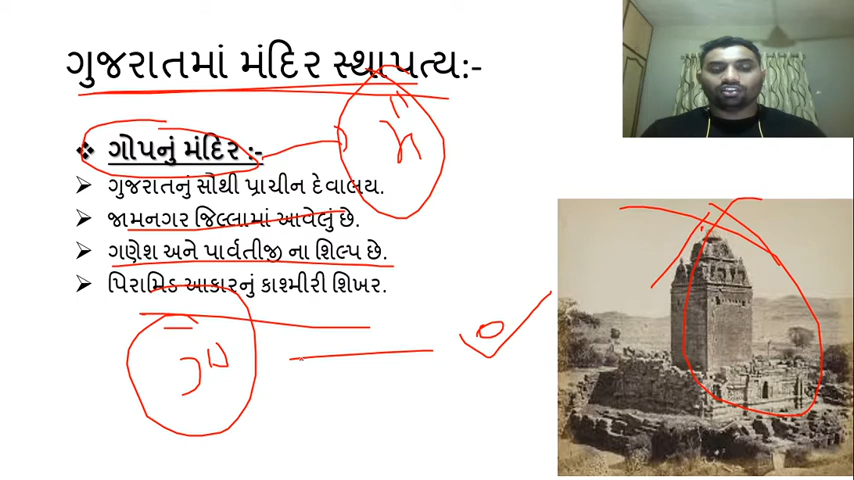 ગુજરાતમાં મંદિર સ્થાપત્ય:-
ગોપનું મંદિર :-
ગુજરાતનું સૌથી પ્રાચીન દેવાલય.
જામનગર જિલ્લામાં આવેલું છે.
ગણેશ અને પાર્વતીજી ના શિલ્પ છે.
પિરામિડ આકારનું કાશ્મીરી શિખર.